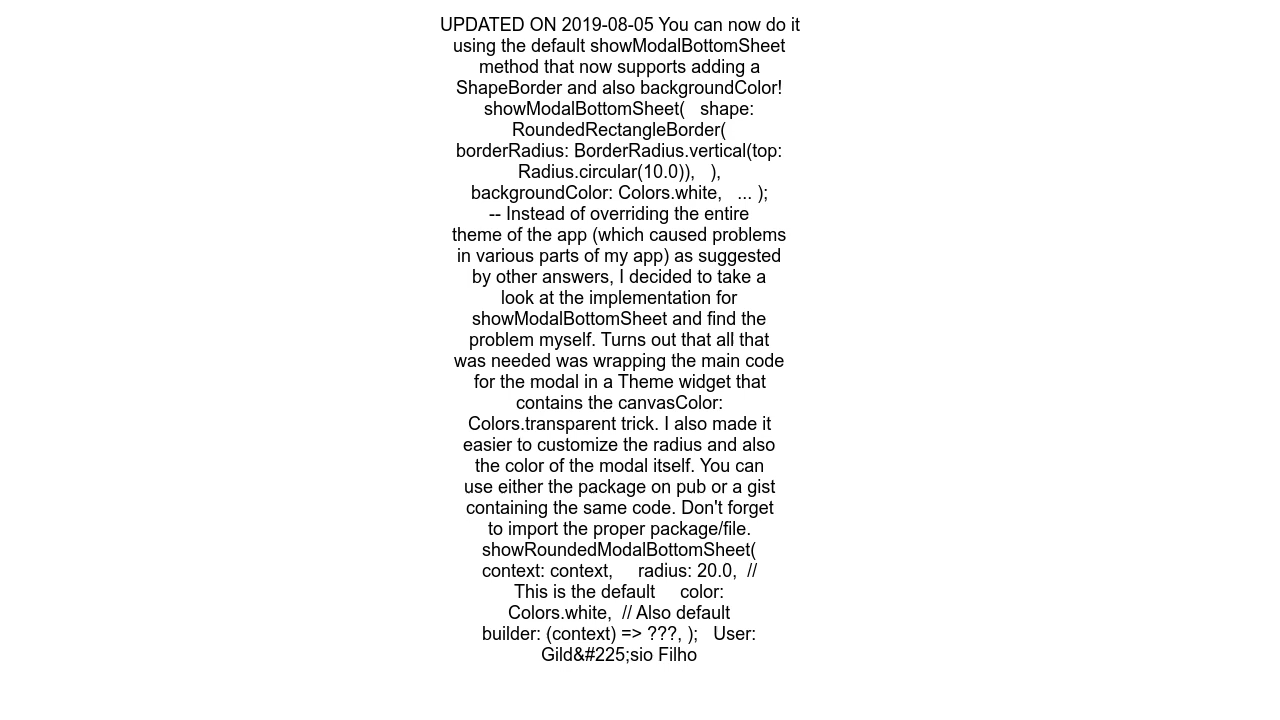 UPDATED ON 2019-08-05 You can now do it
using the default showModalBottomSheet
method that now supports adding a
ShapeBorder and also backgroundColor!
showModalBottomSheet(   shape:
RoundedRectangleBorder(
borderRadius: BorderRadius.vertical(top:
Radius.circular(10.0)),   ),
backgroundColor: Colors.white,   ... );
-- Instead of overriding the entire
theme of the app (which caused problems
in various parts of my app) as suggested
by other answers, I decided to take a
look at the implementation for
showModalBottomSheet and find the
problem myself. Turns out that all that
was needed was wrapping the main code
for the modal in a Theme widget that
contains the canvasColor:
Colors.transparent trick. I also made it
easier to customize the radius and also
the color of the modal itself. You can
use either the package on pub or a gist
containing the same code. Don't forget
to import the proper package/file.
showRoundedModalBottomSheet(
context: context,     radius: 20.0,  //
This is the default     color:
Colors.white,  // Also default
builder: (context) => ???, );   User:
Gild&#225;sio Filho